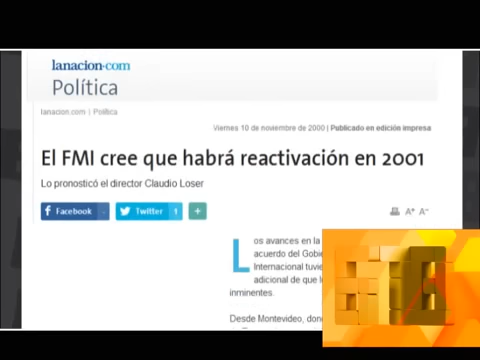 lanacion.com
Política
lanacion.com | Política
Viernes 10 de noviembre de 2000 | Publicado en edición impresa
El FMI cree que habrá reactivación en 2001
Lo pronosticó el director Claudio Loser
Facebook 0 Twitter 1 +
A+ A-
Los avances en la
acuerdo del Gobie
Internacional tuvie
adicional de que l
inminentes.
Desde Montevideo, dond